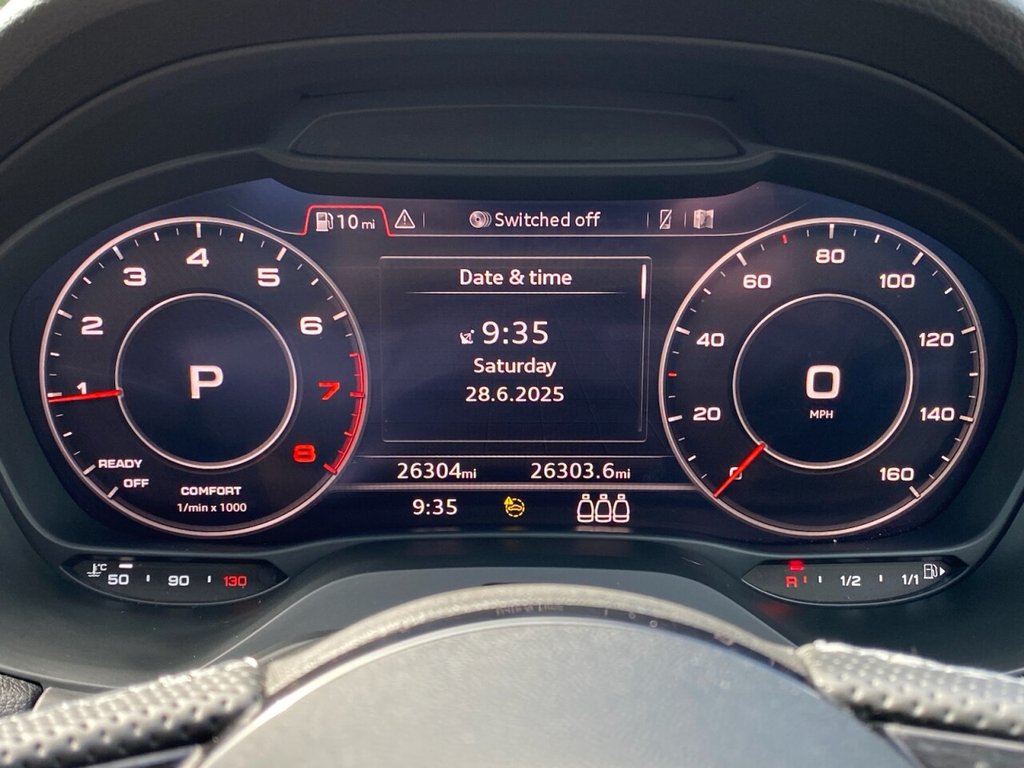 10 mi
Switched off
Date & time
9:35
Saturday
28.6.2025
26304mi 26303.6mi
9:35
1 2 3 4 5 6 7 8
P
READY
OFF
COMFORT
1/min x 1000
0 20 40 60 80 100 120 140 160
0
MPH
°C
50 90 130
R 1/2 1/1